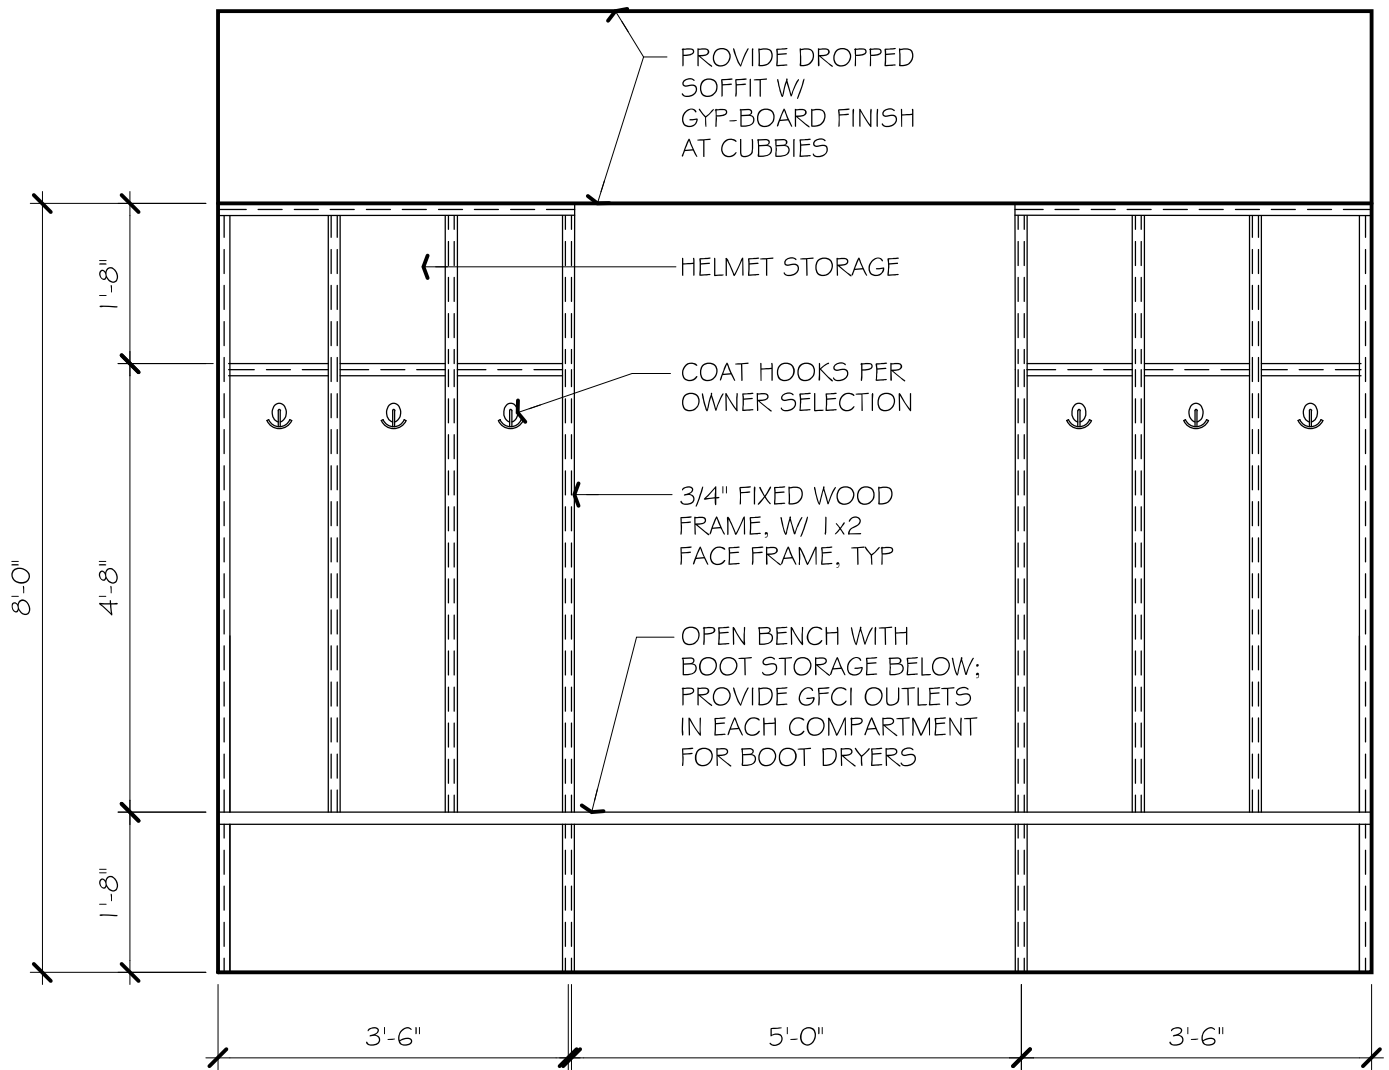 PROVIDE DROPPED
SOFFIT W/
GYP-BOARD FINISH
AT CUBBIES
HELMET STORAGE
COAT HOOKS PER
OWNER SELECTION
3/4" FIXED WOOD
FRAME, W/ 1x2
FACE FRAME, TYP
OPEN BENCH WITH
BOOT STORAGE BELOW;
PROVIDE GFCI OUTLETS
IN EACH COMPARTMENT
FOR BOOT DRYERS
8'-0"
1'-8"
4'-8"
1'-8"
3'-6"
5'-0"
3'-6"